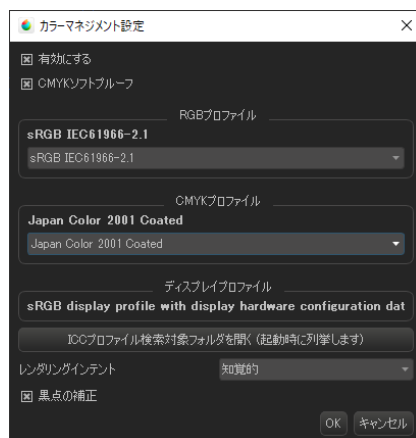 カラーマネジメント設定
有効にする
CMYKソフトプルーフ
RGBプロファイル
sRGB IEC61966-2.1
sRGB IEC61966-2.1
CMYKプロファイル
Japan Color 2001 Coated
Japan Color 2001 Coated
ディスプレイプロファイル
sRGB display profile with display hardware configuration dat
ICCプロファイル検索対象フォルダを開く(起動時に列挙します)
レンダリングインテント 知覚的
黒点の補正
OK キャンセル